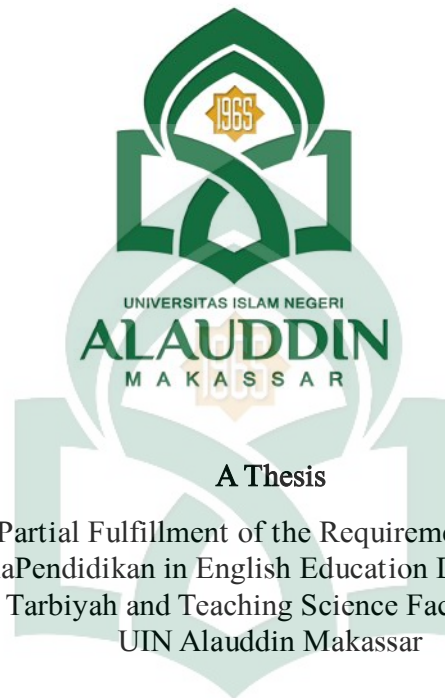 1965
UNIVERSITAS ISLAM NEGERI
ALAUDDIN
MAKASSAR
A Thesis
Partial Fulfillment of the
Pendidikan in English Education
Tarbiyah and Teaching Science
UIN Alauddin Makassar